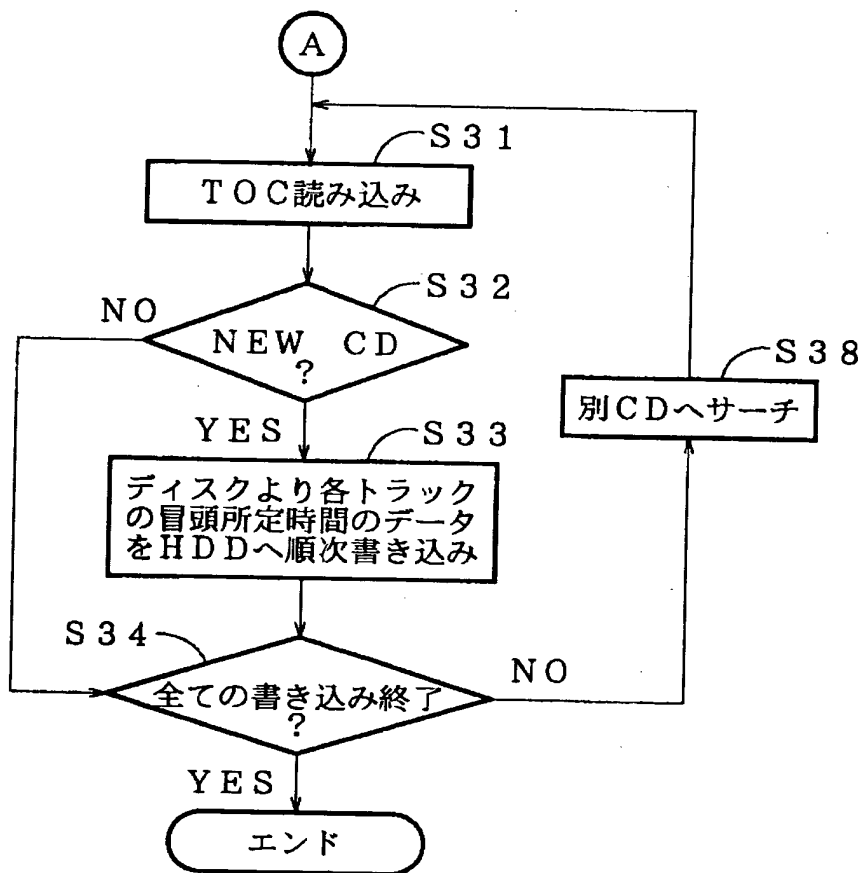 A
S31
TOC読み込み
S32
NO
NEW CD
?
YES
S38
別CDへサーチ
S33
ディスクより各トラック
の冒頭所定時間のデータ
をHDDへ順次書き込み
S34
全ての書き込み終了
?
NO
YES
エンド